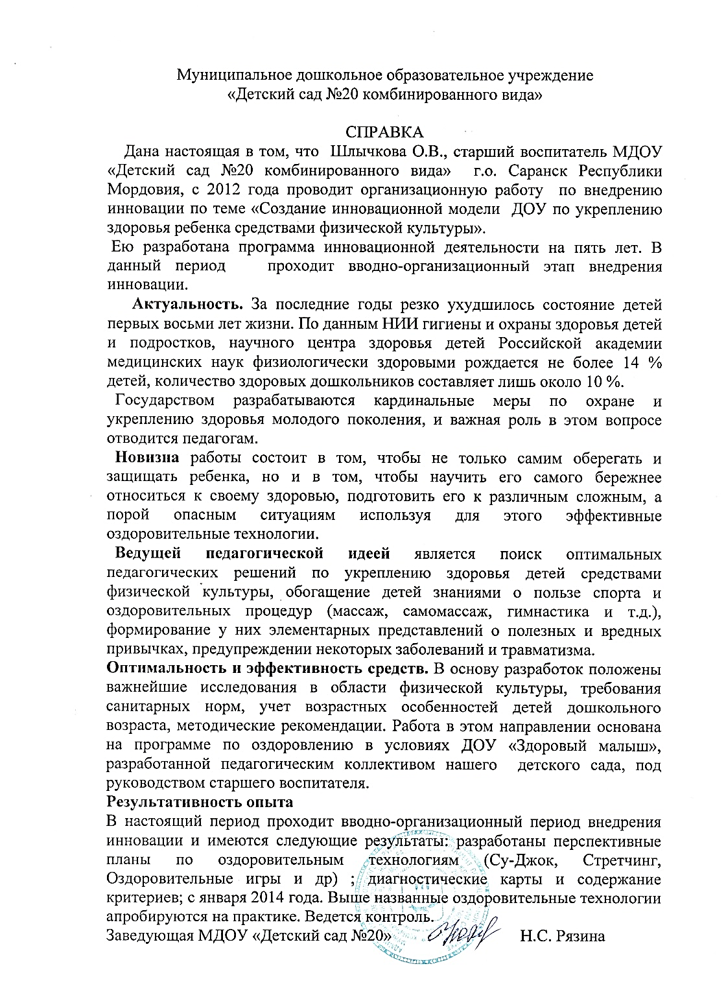 Муниципальное дошкольное образовательное учреждение
«Детский сад №20 комбинированного вида»
СПРАВКА
Дана настоящая в том, что Шлычкова О.В., старший воспитатель МДОУ
«Детский сад №20 комбинированного вида» г.о. Саранск Республики
Мордовия, с 2012 года проводит организационную работу по внедрению
инновации по теме «Создание инновационной модели ДОУ по укреплению
здоровья ребенка средствами физической культуры».
Ею разработана программа инновационной деятельности на пять лет. В
данный период проходит вводно-организационный этап внедрения
инновации.
Актуальность. За последние годы резко ухудшилось состояние детей
первых восьми лет жизни. По данным НИИ гигиены и охраны здоровья детей
и подростков, научного центра здоровья детей Российской академии
медицинских наук физиологически здоровыми рождается не более 14 %
детей, количество здоровых дошкольников составляет лишь около 10 %.
Государством разрабатываются кардинальные меры по охране и
укреплению здоровья молодого поколения, и важная роль в этом вопросе
отводится педагогам.
Новизна работы состоит в том, чтобы не только самим оберегать и
защищать ребенка, но и в том, чтобы научить его самого бережнее
относиться к своему здоровью, подготовить его к различным сложным, а
порой опасным ситуациям используя для этого эффективные
оздоровительные технологии.
Ведущей педагогической идеей является поиск оптимальных
педагогических решений по укреплению здоровья детей средствами
физической культуры, обогащение детей знаниями о пользе спорта и
оздоровительных процедур (массаж, самомассаж, гимнастика и т.д.),
формирование у них элементарных представлений о полезных и вредных
привычках, предупреждении некоторых заболеваний и травматизма.
Оптимальность и эффективность средств. В основу разработок положены
важнейшие исследования в области физической культуры, требования
санитарных норм, учет возрастных особенностей детей дошкольного
возраста, методические рекомендации. Работа в этом направлении основана
на программе по оздоровлению в условиях ДОУ «Здоровый малыш»,
разработанной педагогическим коллективом нашего детского сада, под
руководством старшего воспитателя.
Результативность опыта
В настоящий период проходит вводно-организационный период внедрения
инновации и имеются следующие результаты: разработаны перспективные
планы по оздоровительным технологиям (Су-Джок, Стретчинг,
Оздоровительные игры и др) ; диагностические карты и содержание
критериев; с января 2014 года. Выше названные оздоровительные технологии
апробируются на практике. Ведется контроль.
Заведующая МДОУ «Детский сад №20» Н.С. Рязина